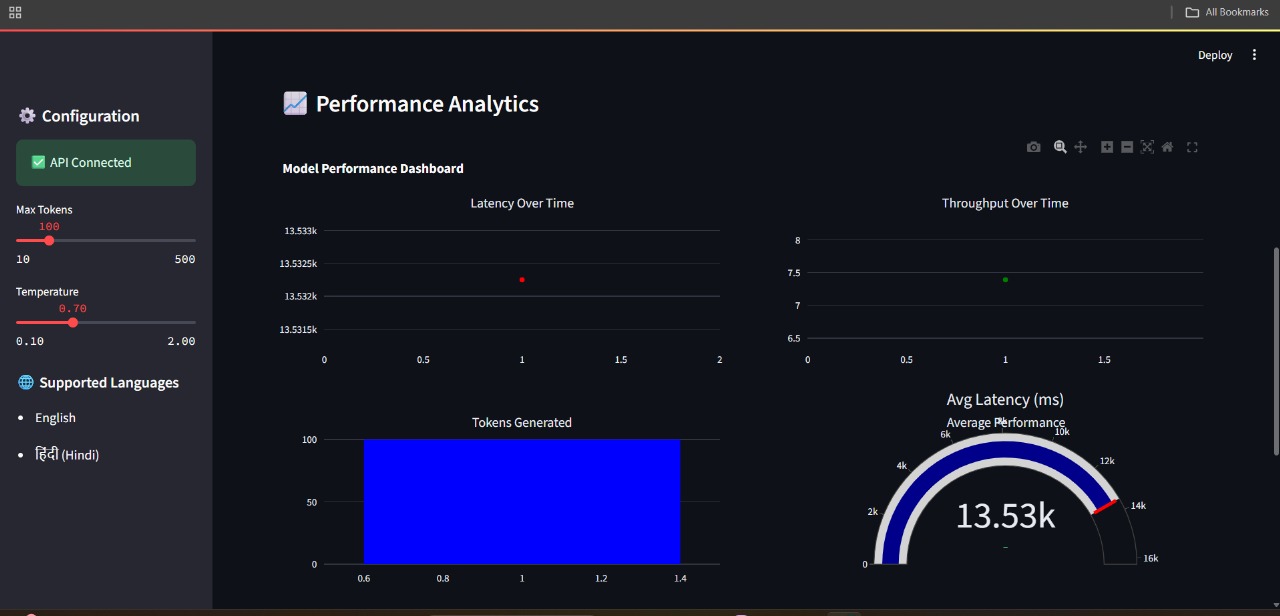 All Bookmarks
Deploy
Configuration
API Connected
Max Tokens
100
10 500
Temperature
0.70
0.10 2.00
Supported Languages
• English
• हिंदी (Hindi)
Performance Analytics
Model Performance Dashboard
Latency Over Time
13.533k
13.5325k
13.532k
13.5315k
0 0.5 1 1.5 2
Throughput Over Time
8
7.5
7
6.5
0 0.5 1 1.5
Tokens Generated
100
50
0
0.6 0.8 1 1.2 1.4
Avg Latency (ms)
Average Performance
0
2k
4k
6k
8k
10k
12k
14k
16k
13.53k
–